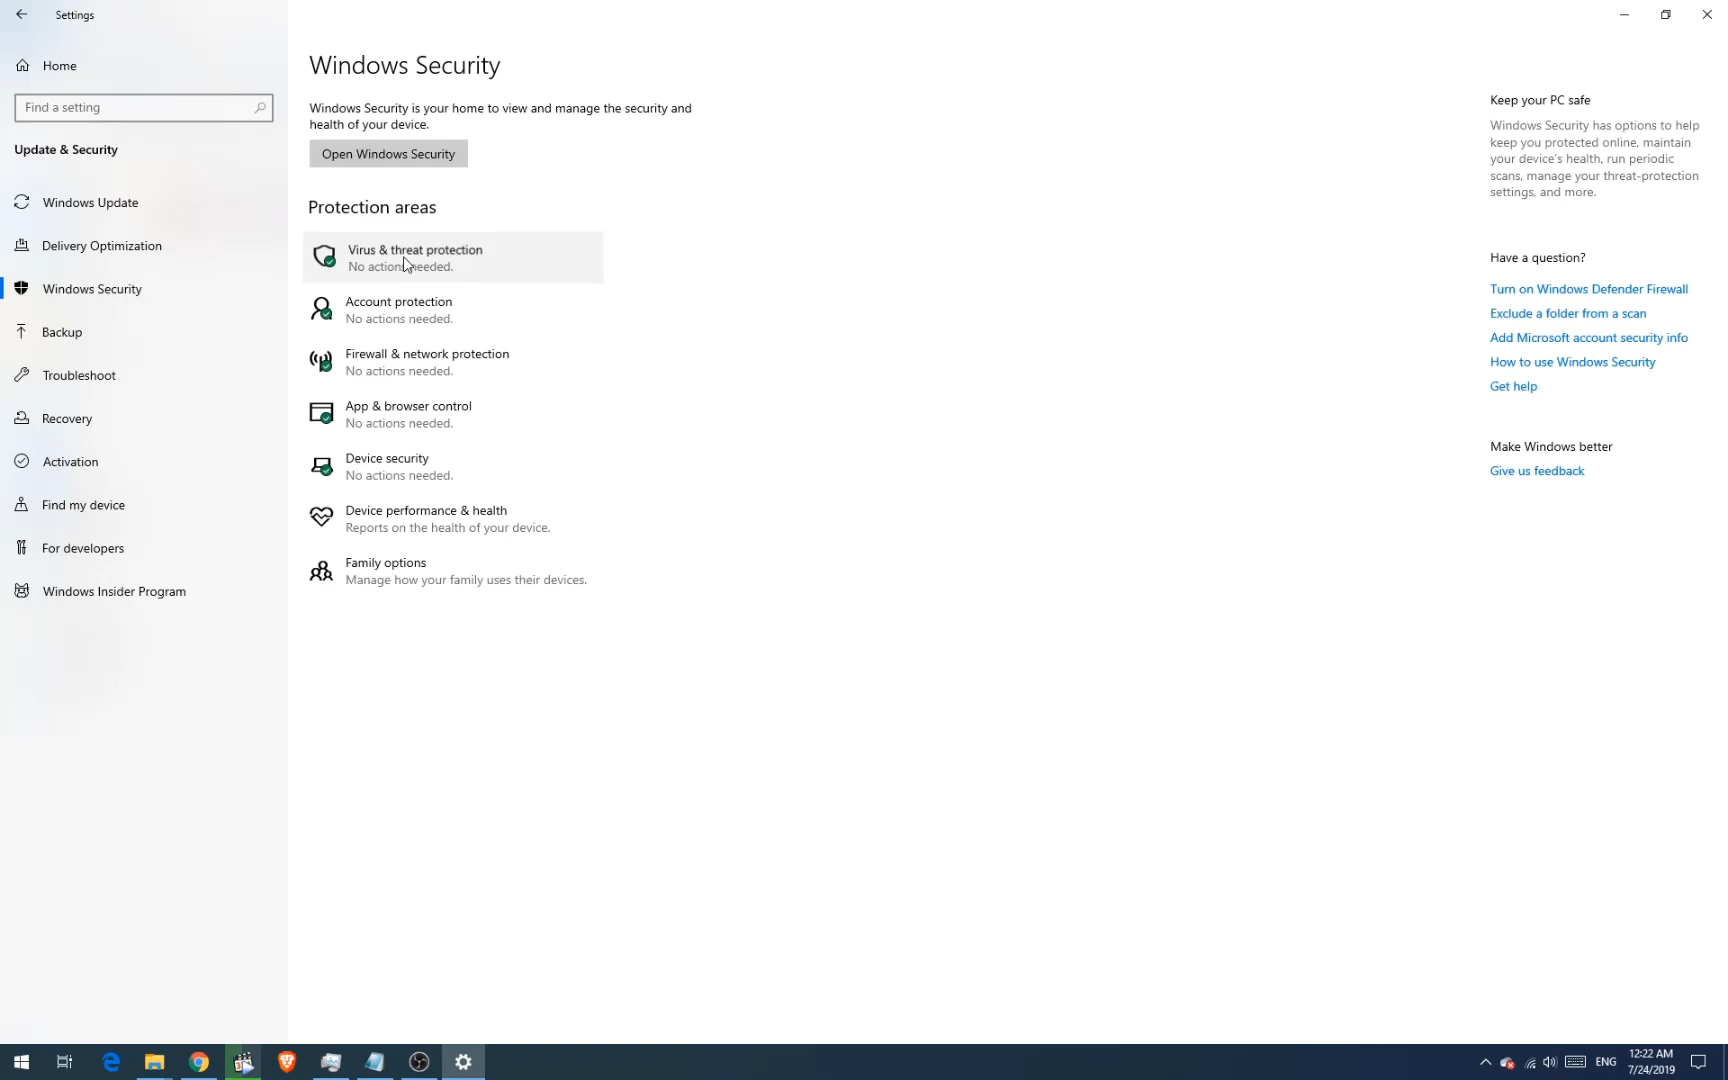 Settings
Home
Find a setting
Update & Security
Windows Update
Delivery Optimization
Windows Security
Backup
Troubleshoot
Recovery
Activation
Find my device
For developers
Windows Insider Program
Windows Security
Windows Security is your home to view and manage the security and
health of your device.
Open Windows Security
Protection areas
Virus & threat protection
No actions needed.
Account protection
No actions needed.
Firewall & network protection
No actions needed.
App & browser control
No actions needed.
Device security
No actions needed.
Device performance & health
Reports on the health of your device.
Family options
Manage how your family uses their devices.
Keep your PC safe
Windows Security has options to help
keep you protected online, maintain
your device's health, run periodic
scans, manage your threat-protection
settings, and more.
Have a question?
Turn on Windows Defender Firewall
Exclude a folder from a scan
Add Microsoft account security info
How to use Windows Security
Get help
Make Windows better
Give us feedback
ENG
12:22 AM
7/24/2019